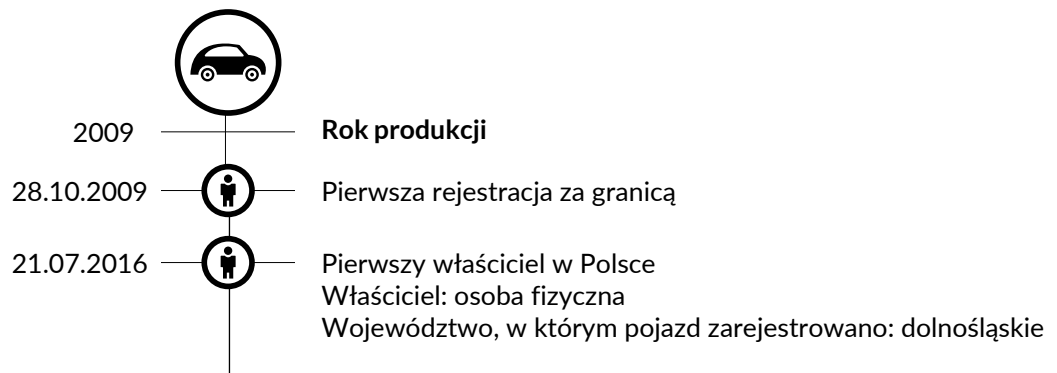 2009 Rok produkcji
28.10.2009 Pierwsza rejestracja za granicą
21.07.2016 Pierwszy właściciel w Polsce
Właściciel: osoba fizyczna
Województwo, w którym pojazd zarejestrowano: dolnośląskie